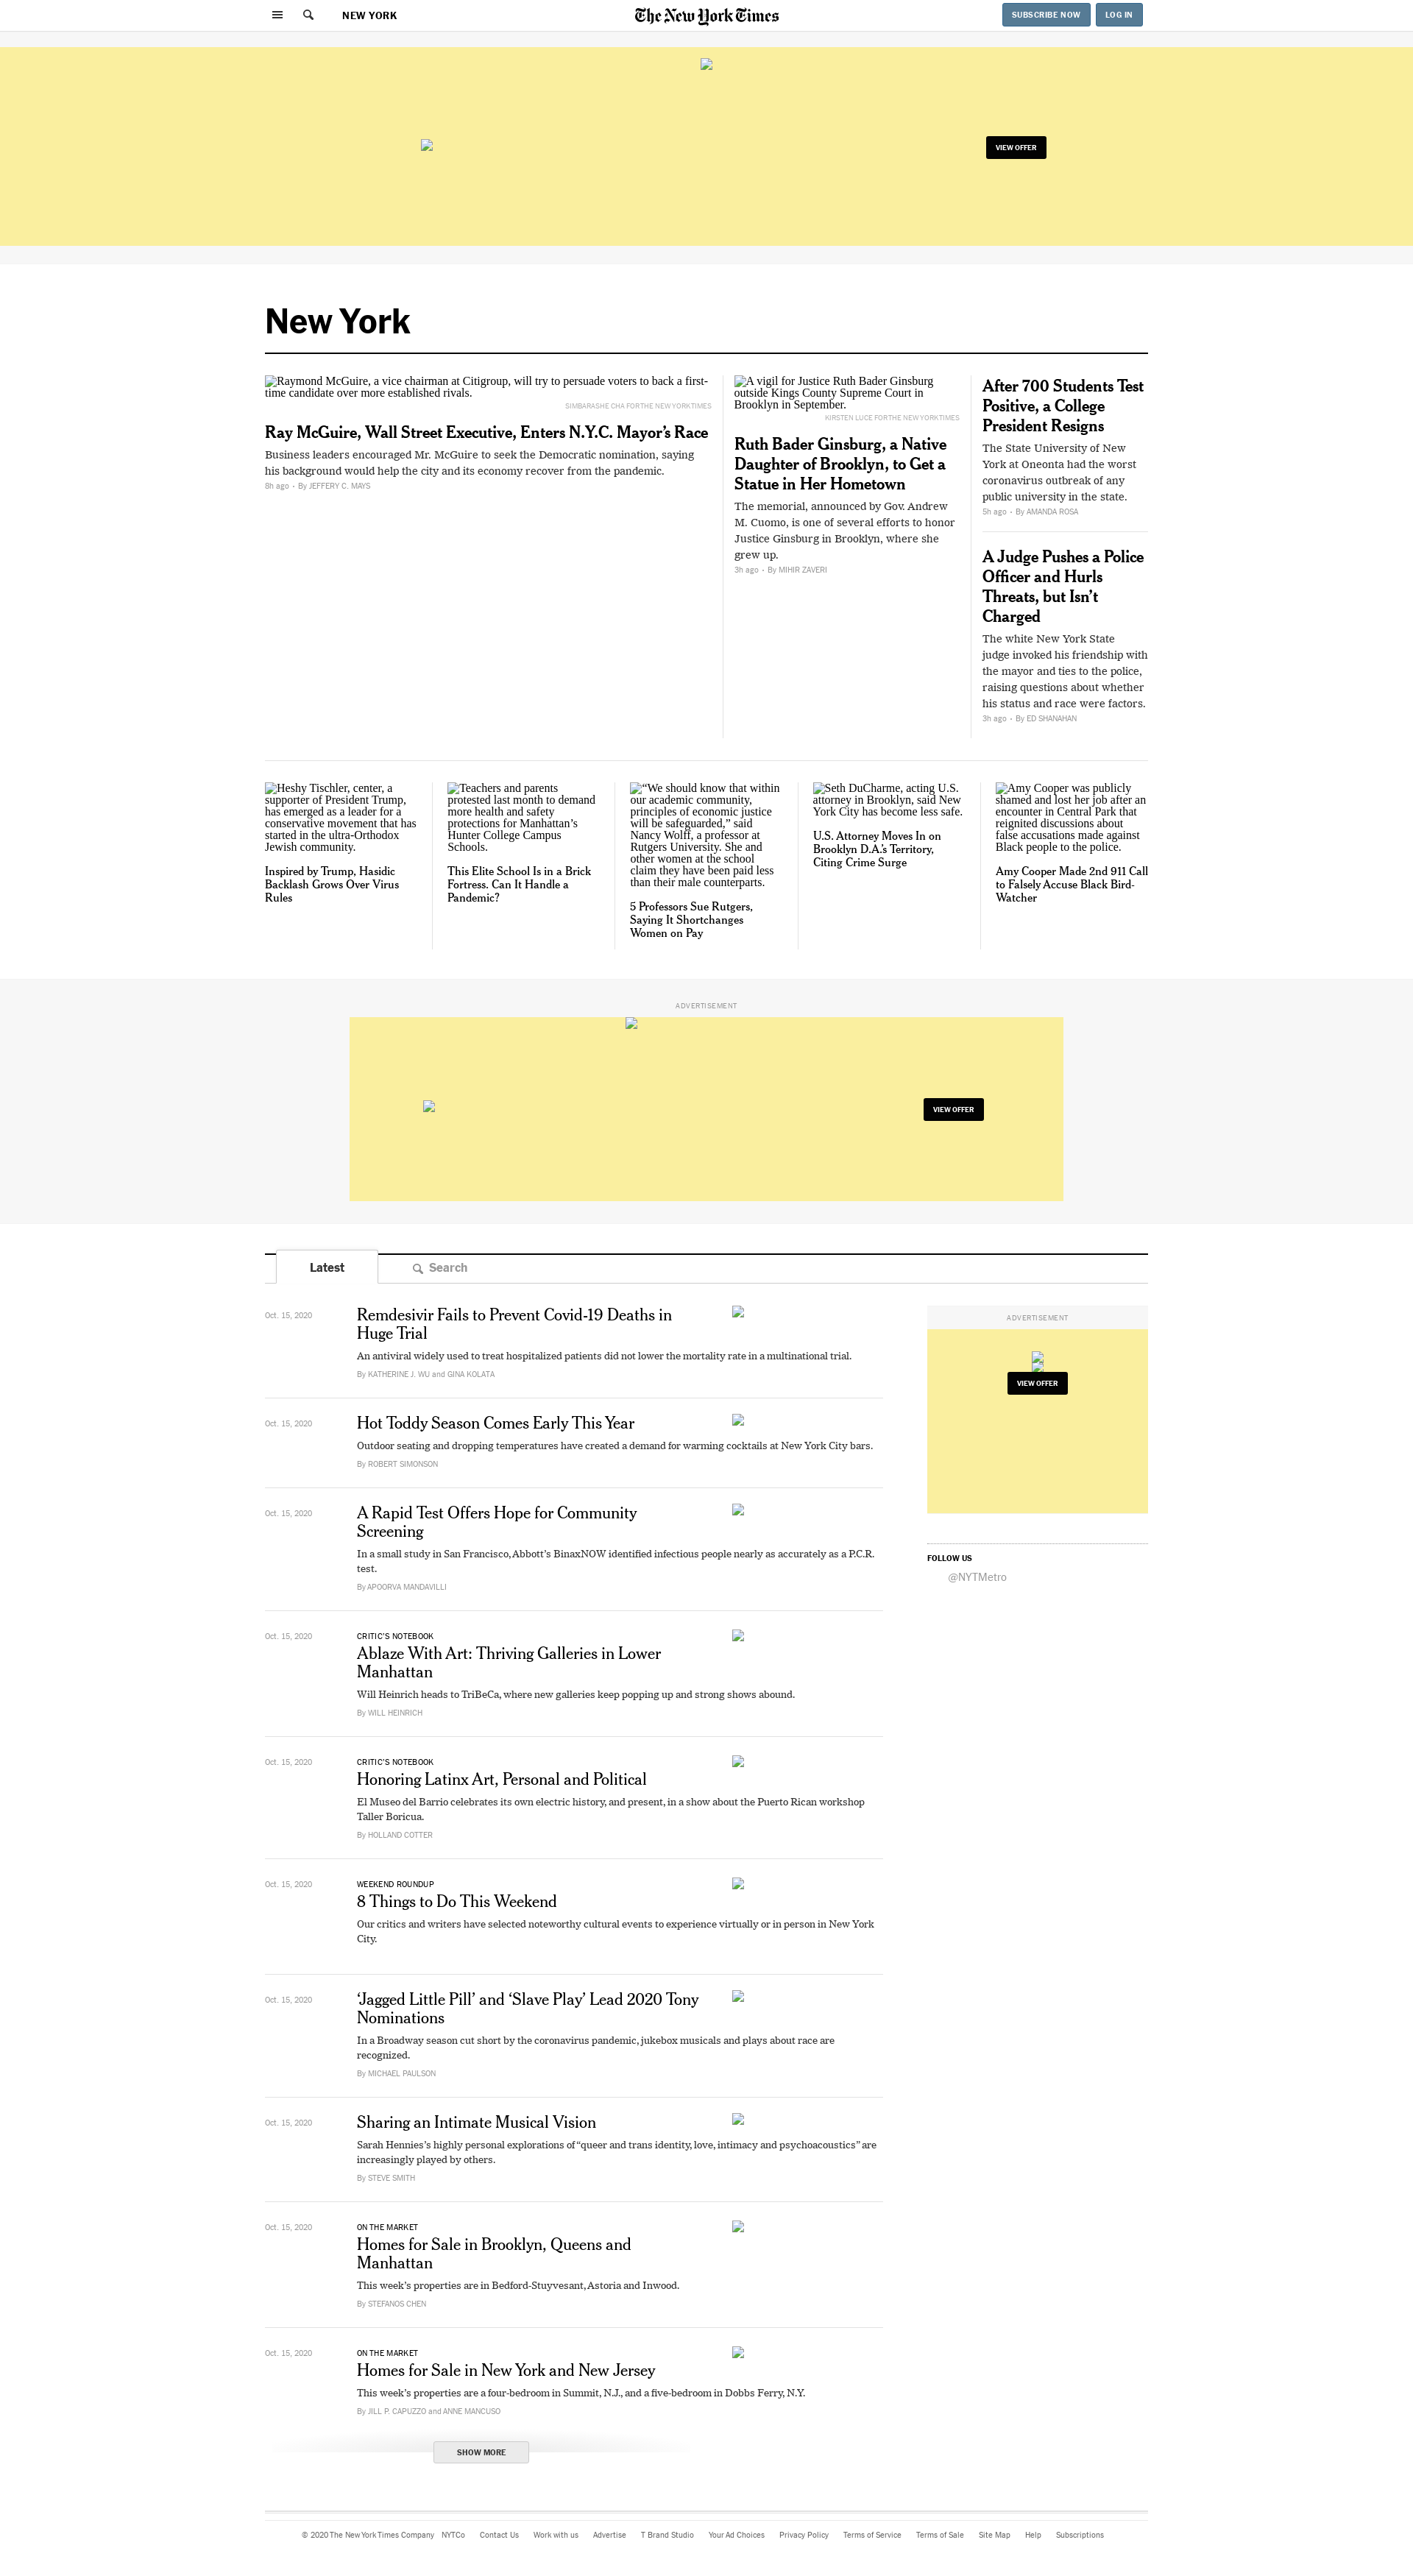 NEW YORK
The New York Times
SUBSCRIBE NOW
LOG IN
VIEW OFFER
New York
Raymond McGuire, a vice chairman at Citigroup, will try to persuade voters to back a first-
time candidate over more established rivals.
SIMBARASHE CHA FOR THE NEW YORK TIMES
Ray McGuire, Wall Street Executive, Enters N.Y.C. Mayor’s Race
Business leaders encouraged Mr. McGuire to seek the Democratic nomination, saying
his background would help the city and its economy recover from the pandemic.
8h ago • By JEFFERY C. MAYS
A vigil for Justice Ruth Bader Ginsburg
outside Kings County Supreme Court in
Brooklyn in September.
KIRSTEN LUCE FOR THE NEW YORK TIMES
Ruth Bader Ginsburg, a Native
Daughter of Brooklyn, to Get a
Statue in Her Hometown
The memorial, announced by Gov. Andrew
M. Cuomo, is one of several efforts to honor
Justice Ginsburg in Brooklyn, where she
grew up.
3h ago • By MIHIR ZAVERI
After 700 Students Test
Positive, a College
President Resigns
The State University of New
York at Oneonta had the worst
coronavirus outbreak of any
public university in the state.
5h ago • By AMANDA ROSA
A Judge Pushes a Police
Officer and Hurls
Threats, but Isn’t
Charged
The white New York State
judge invoked his friendship with
the mayor and ties to the police,
raising questions about whether
his status and race were factors.
3h ago • By ED SHANAHAN
Heshy Tischler, center, a
supporter of President Trump,
has emerged as a leader for a
conservative movement that has
started in the ultra-Orthodox
Jewish community.
Inspired by Trump, Hasidic
Backlash Grows Over Virus
Rules
Teachers and parents
protested last month to demand
more health and safety
protections for Manhattan’s
Hunter College Campus
Schools.
This Elite School Is in a Brick
Fortress. Can It Handle a
Pandemic?
“We should know that within
our academic community,
principles of economic justice
will be safeguarded,” said
Nancy Wolff, a professor at
Rutgers University. She and
other women at the school
claim they have been paid less
than their male counterparts.
5 Professors Sue Rutgers,
Saying It Shortchanges
Women on Pay
Seth DuCharme, acting U.S.
attorney in Brooklyn, said New
York City has become less safe.
U.S. Attorney Moves In on
Brooklyn D.A.’s Territory,
Citing Crime Surge
Amy Cooper was publicly
shamed and lost her job after an
encounter in Central Park that
reignited discussions about
false accusations made against
Black people to the police.
Amy Cooper Made 2nd 911 Call
to Falsely Accuse Black Bird-
Watcher
ADVERTISEMENT
VIEW OFFER
Latest
Search
Oct. 15, 2020
Remdesivir Fails to Prevent Covid-19 Deaths in
Huge Trial
An antiviral widely used to treat hospitalized patients did not lower the mortality rate in a multinational trial.
By KATHERINE J. WU and GINA KOLATA
Oct. 15, 2020
Hot Toddy Season Comes Early This Year
Outdoor seating and dropping temperatures have created a demand for warming cocktails at New York City bars.
By ROBERT SIMONSON
Oct. 15, 2020
A Rapid Test Offers Hope for Community
Screening
In a small study in San Francisco, Abbott’s BinaxNOW identified infectious people nearly as accurately as a P.C.R.
test.
By APOORVA MANDAVILLI
Oct. 15, 2020
CRITIC’S NOTEBOOK
Ablaze With Art: Thriving Galleries in Lower
Manhattan
Will Heinrich heads to TriBeCa, where new galleries keep popping up and strong shows abound.
By WILL HEINRICH
Oct. 15, 2020
CRITIC’S NOTEBOOK
Honoring Latinx Art, Personal and Political
El Museo del Barrio celebrates its own electric history, and present, in a show about the Puerto Rican workshop
Taller Boricua.
By HOLLAND COTTER
Oct. 15, 2020
WEEKEND ROUNDUP
8 Things to Do This Weekend
Our critics and writers have selected noteworthy cultural events to experience virtually or in person in New York
City.
Oct. 15, 2020
‘Jagged Little Pill’ and ‘Slave Play’ Lead 2020 Tony
Nominations
In a Broadway season cut short by the coronavirus pandemic, jukebox musicals and plays about race are
recognized.
By MICHAEL PAULSON
Oct. 15, 2020
Sharing an Intimate Musical Vision
Sarah Hennies’s highly personal explorations of “queer and trans identity, love, intimacy and psychoacoustics” are
increasingly played by others.
By STEVE SMITH
Oct. 15, 2020
ON THE MARKET
Homes for Sale in Brooklyn, Queens and
Manhattan
This week’s properties are in Bedford-Stuyvesant, Astoria and Inwood.
By STEFANOS CHEN
Oct. 15, 2020
ON THE MARKET
Homes for Sale in New York and New Jersey
This week’s properties are a four-bedroom in Summit, N.J., and a five-bedroom in Dobbs Ferry, N.Y.
By JILL P. CAPUZZO and ANNE MANCUSO
SHOW MORE
ADVERTISEMENT
VIEW OFFER
FOLLOW US
@NYTMetro
© 2020 The New York Times Company NYTCo Contact Us Work with us Advertise T Brand Studio Your Ad Choices Privacy Policy Terms of Service Terms of Sale Site Map Help Subscriptions